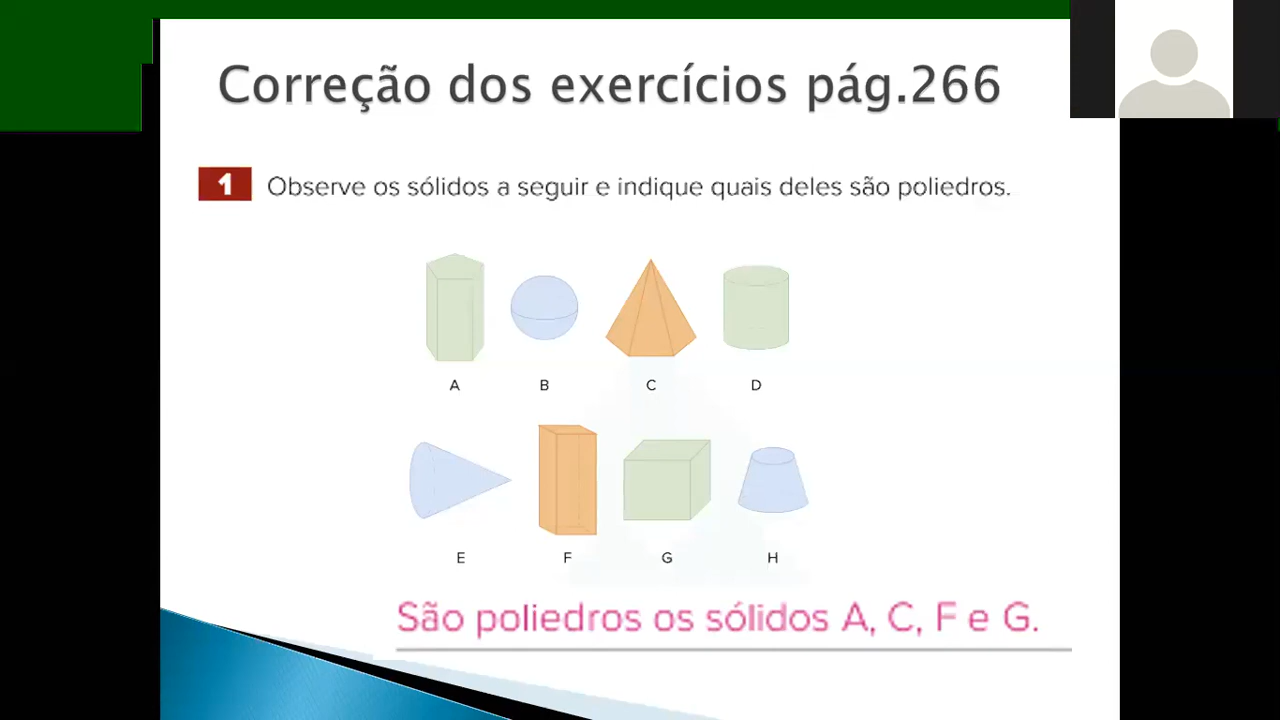 Correção dos exercícios pág.266
1 Observe os sólidos a seguir e indique quais deles são poliedros.
A B C D
E F G H
São poliedros os sólidos A, C, F e G.